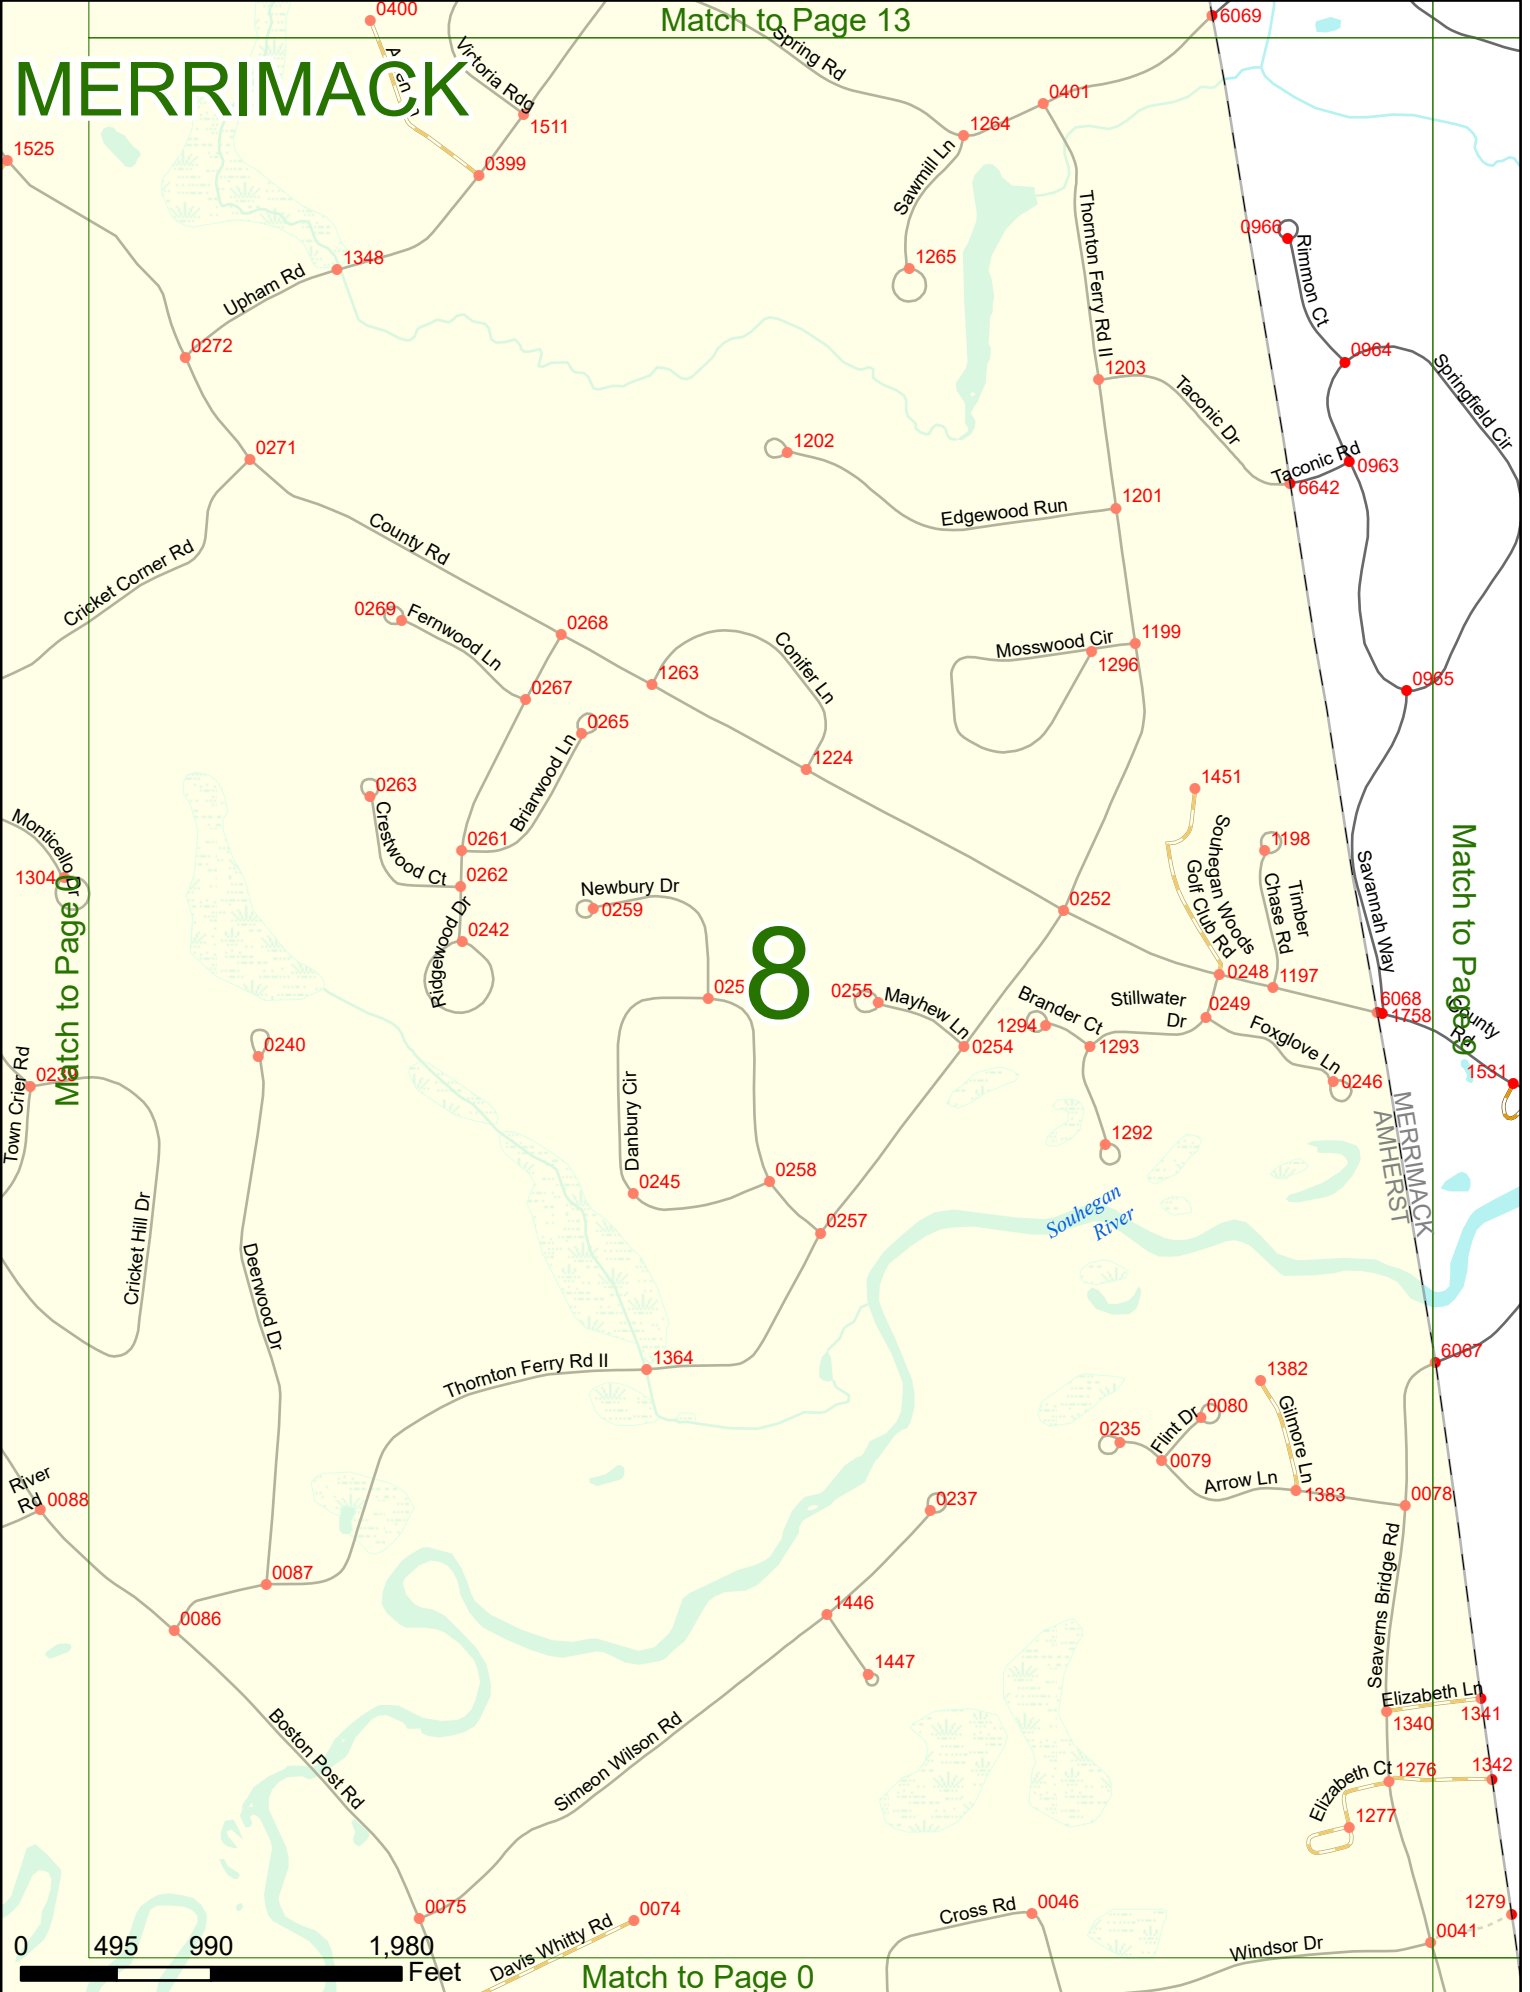 Match to Page 13
0400
6069
MERRIMACK
Victoria Rdg
Spring Rd
1511
0401
1264
1525
0399
Sawmill Ln
Thornton Ferry Rd II
0966
Rimmon Ct
1348
1265
Upham Rd
0272
0964
Springfield Cir
1203
Taconic Dr
0271
1202
Taconic Rd
0963
6642
1201
Edgewood Run
County Rd
Cricket Corner Rd
0269
Fernwood Ln
0268
Conifer Ln
Mosswood Cir
1199
1296
1263
0267
0965
0265
Briarwood Ln
1224
0263
Crestwood Ct
1451
Monticello Dr
1304
0261
0262
Souhegan Woods
Golf Club Rd
1198
Timber
Chase Rd
Savannah Way
Match to Page 9
Match to Page 0
Newbury Dr
0259
0252
Ridgewood Dr
0242
8
0248
1197
0255
Mayhew Ln
Brander Ct
1294
Stillwater
Dr
0249
6068
1758
County
Rd
Foxglove Ln
0240
0254
1293
0246
1531
Town Crier Rd
0239
Danbury Cir
MERRIMACK
AMHERST
1292
0245
0258
Cricket Hill Dr
Souhegan
River
0257
Deerwood Dr
6067
1364
Thornton Ferry Rd II
1382
Gilmore Ln
0080
Flint Dr
0235
0079
Arrow Ln
1383
0078
River
Rd
0088
0237
Seaverns Bridge Rd
0087
0086
1446
1447
Elizabeth Ln
1341
1340
Boston Post Rd
Simeon Wilson Rd
Elizabeth Ct
1276
1342
1277
0075
0074
Davis Whitty Rd
Cross Rd
0046
1279
0041
Windsor Dr
0 495 990 1,980
Feet
Match to Page 0